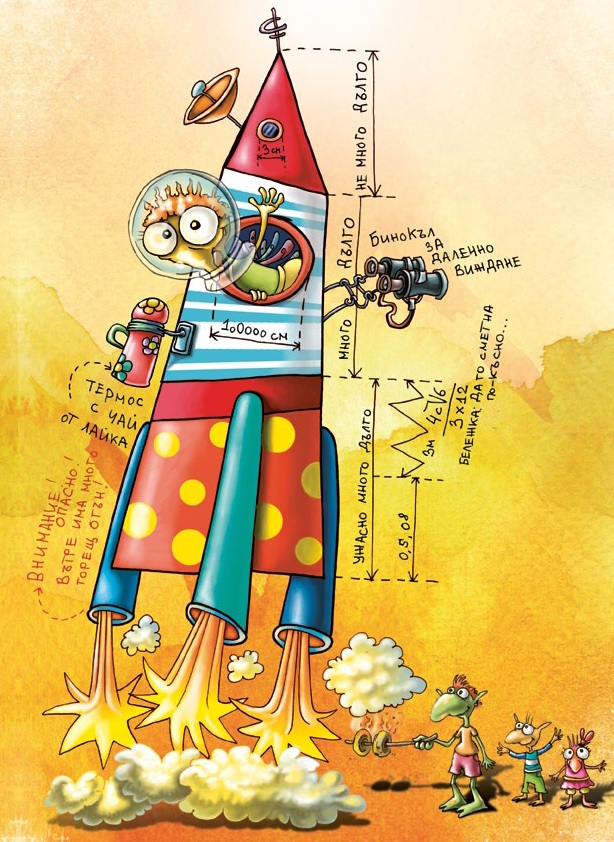 НЕ МНОГО ДЪЛГО
3 см
МНОГО ДЪЛГО
БИНОКЪЛ
ЗА
ДАЛЕЧНО
ВИЖДАНЕ
100000 СМ
ТЕРМОС
С ЧАЙ
ОТ ЛАЙКА
ВНИМАНИЕ!
ОПАСНО!
ВЪТРЕ ИМА МНОГО
ГОРЕЩ ОГЪН!
УЖАСНО МНОГО ДЪЛГО
3м 4с√6
3 x 12
БЕЛЕЖКА: ДА ГО СМЕТНА
ПО-КЪСНО...
0,5,08